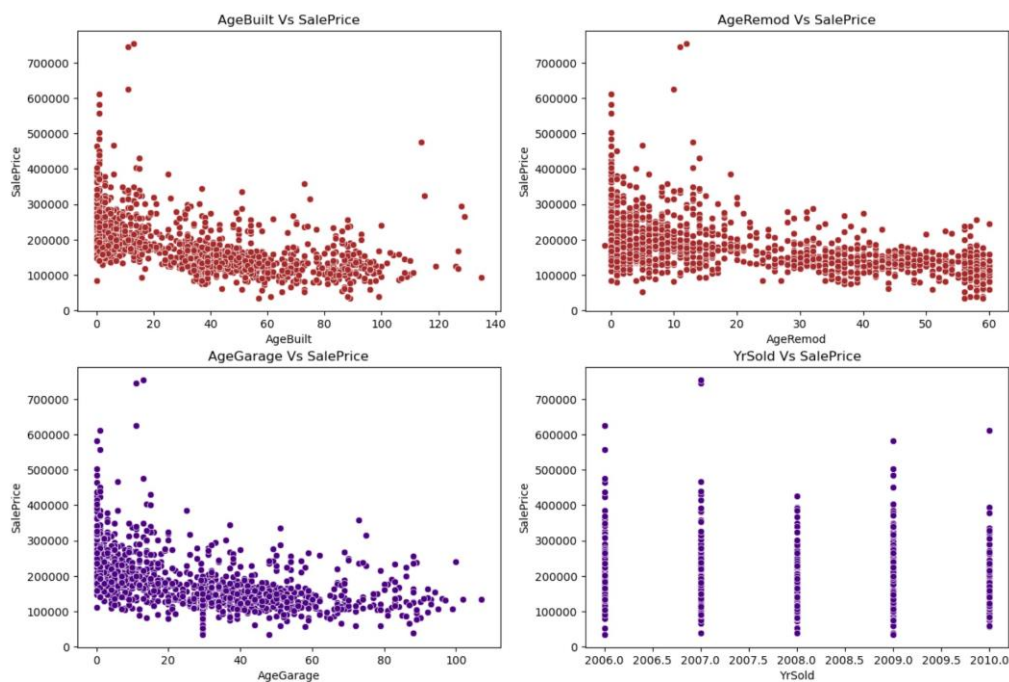 AgeBuilt Vs SalePrice
700000
600000
500000
400000
300000
200000
100000
0
SalePrice
0 20 40 60 80 100 120 140
AgeBuilt
AgeRemod Vs SalePrice
700000
600000
500000
400000
300000
200000
100000
0
SalePrice
0 10 20 30 40 50 60
AgeRemod
AgeGarage Vs SalePrice
700000
600000
500000
400000
300000
200000
100000
0
SalePrice
0 20 40 60 80 100
AgeGarage
YrSold Vs SalePrice
700000
600000
500000
400000
300000
200000
100000
0
SalePrice
2006.0 2006.5 2007.0 2007.5 2008.0 2008.5 2009.0 2009.5 2010.0
YrSold